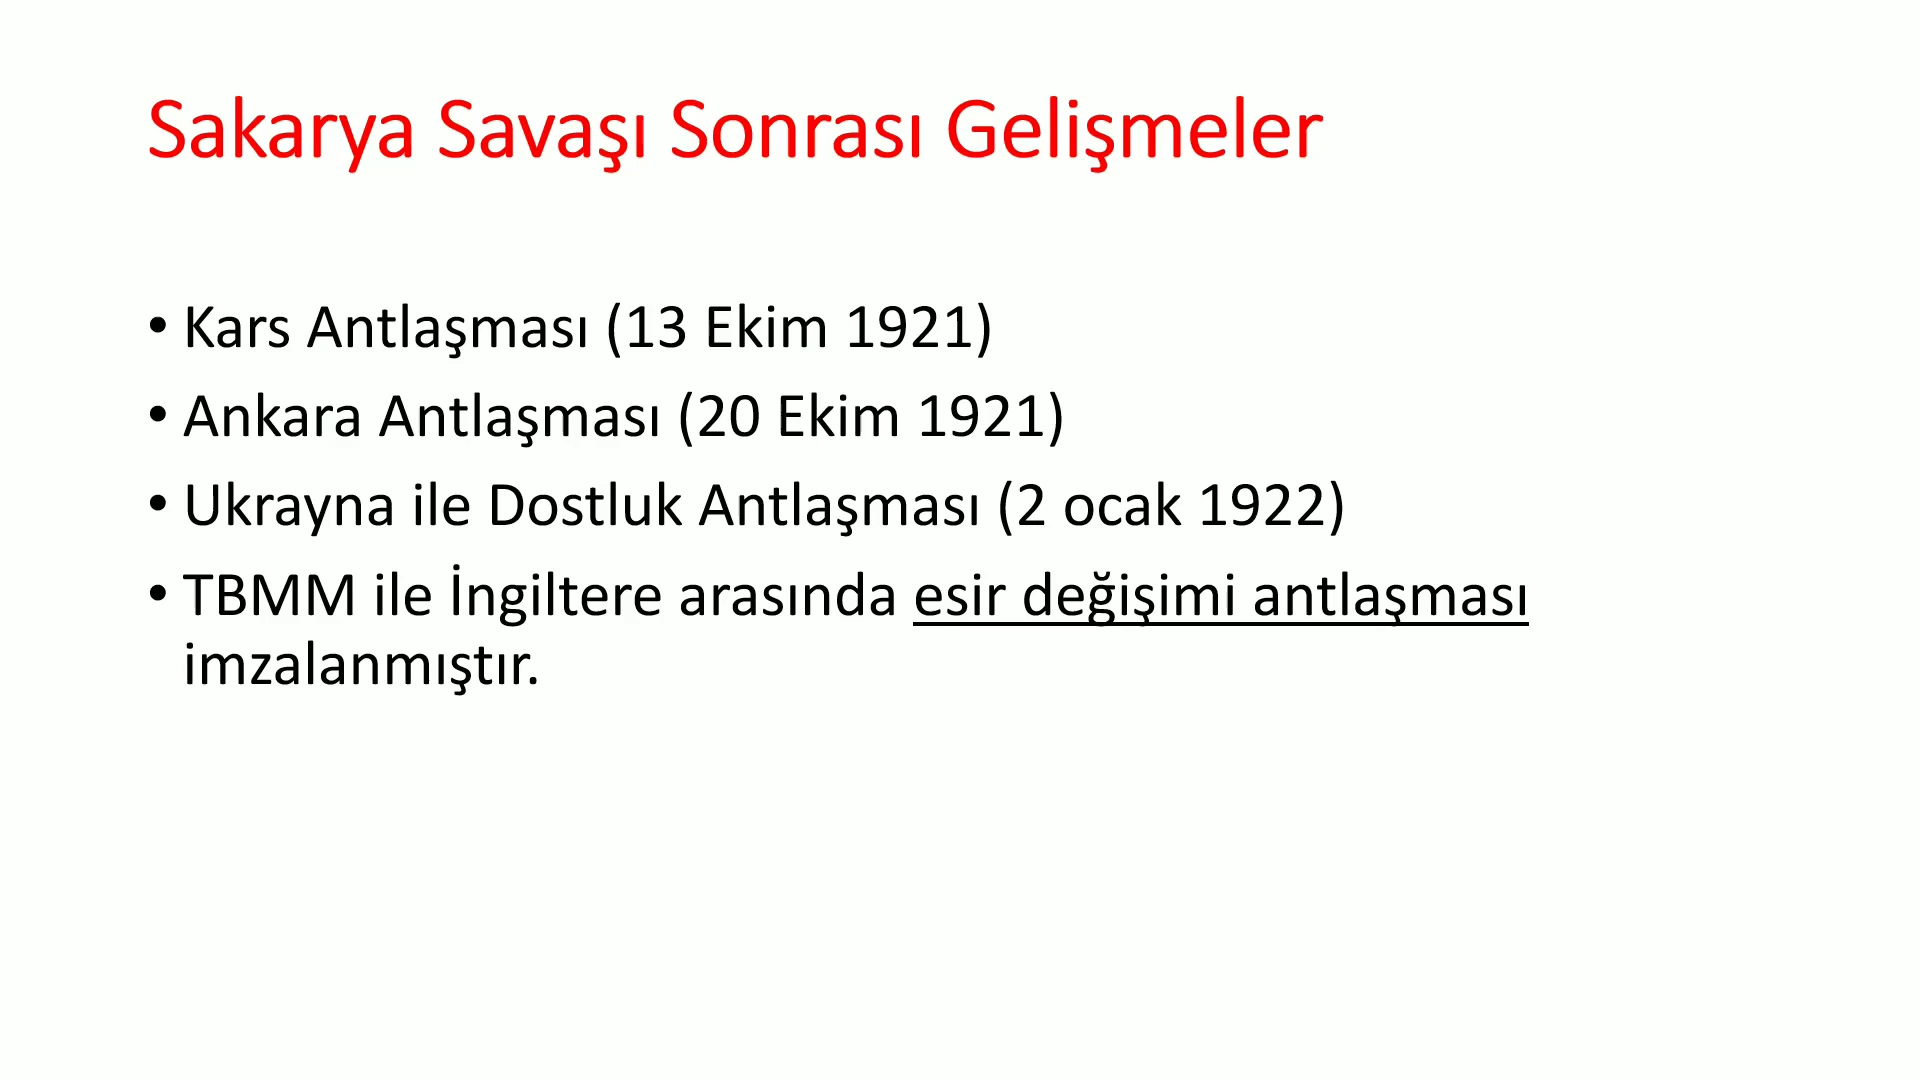 Sakarya Savaşı Sonrası Gelişmeler
• Kars Antlaşması (13 Ekim 1921)
• Ankara Antlaşması (20 Ekim 1921)
• Ukrayna ile Dostluk Antlaşması (2 ocak 1922)
• TBMM ile İngiltere arasında esir değişimi antlaşması
imzalanmıştır.